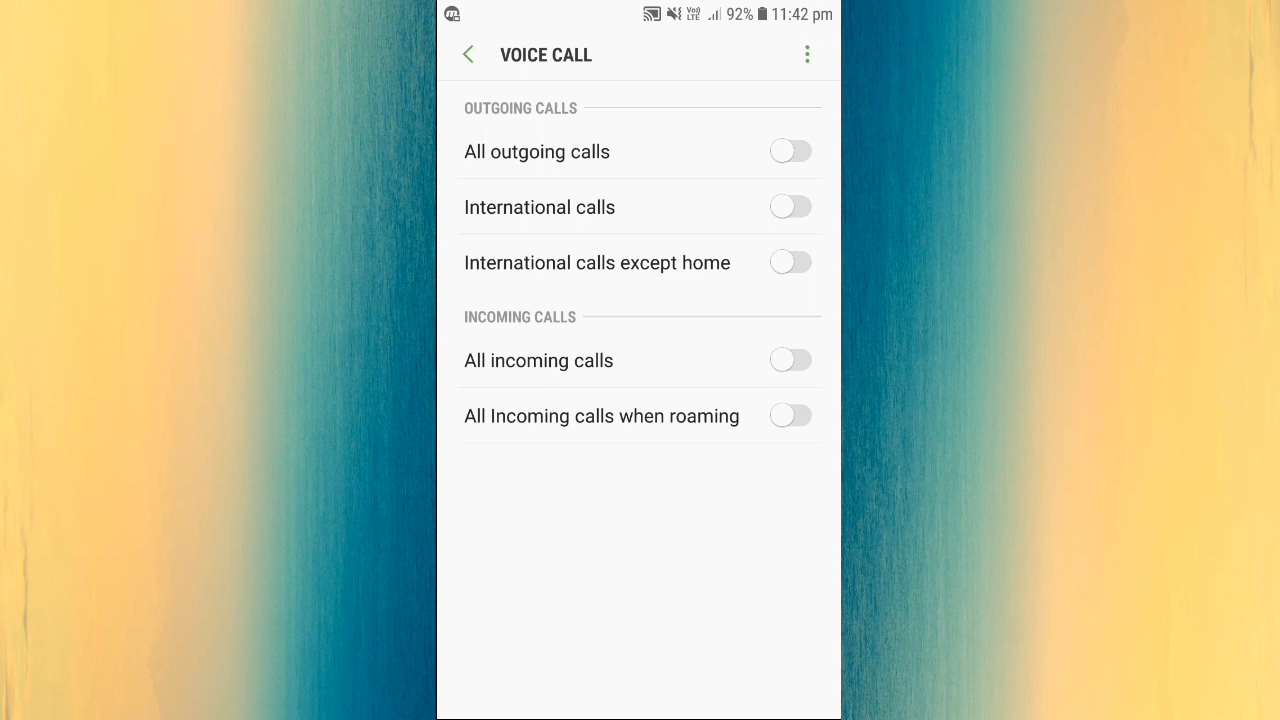 92% 11:42 pm
VOICE CALL
OUTGOING CALLS
All outgoing calls
International calls
International calls except home
INCOMING CALLS
All incoming calls
All Incoming calls when roaming